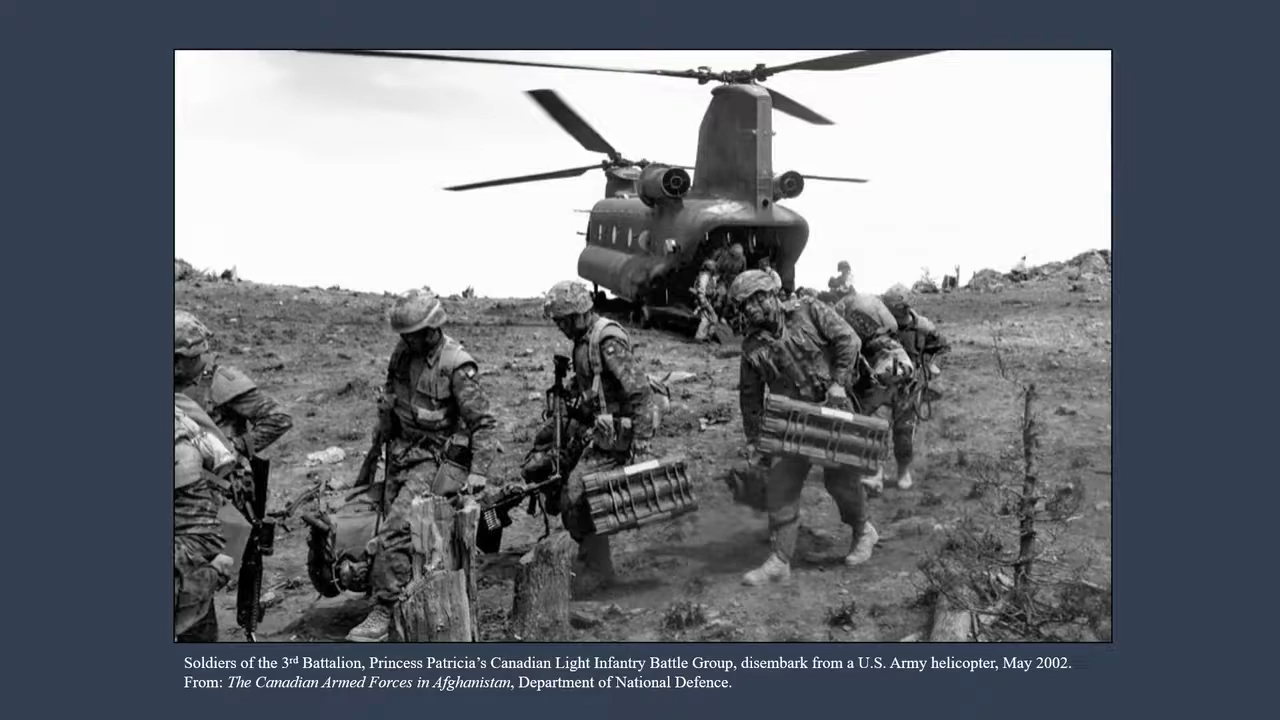 Soldiers of the 3rd Battalion, Princess Patricia's Canadian Light Infantry Battle Group, disembark from a U.S. Army helicopter, May 2002.
From: The Canadian Armed Forces in Afghanistan, Department of National Defence.